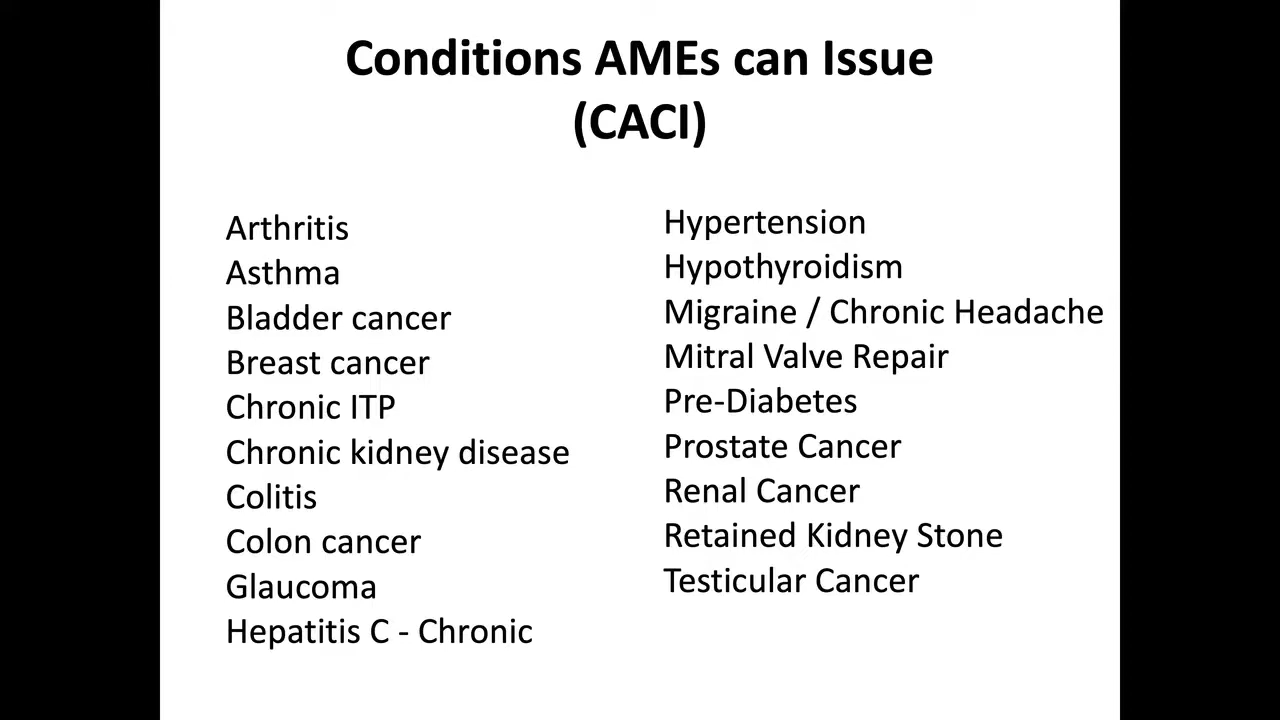 Conditions AMEs can Issue
(CACI)
Arthritis
Asthma
Bladder cancer
Breast cancer
Chronic ITP
Chronic kidney disease
Colitis
Colon cancer
Glaucoma
Hepatitis C - Chronic
Hypertension
Hypothyroidism
Migraine / Chronic Headache
Mitral Valve Repair
Pre-Diabetes
Prostate Cancer
Renal Cancer
Retained Kidney Stone
Testicular Cancer